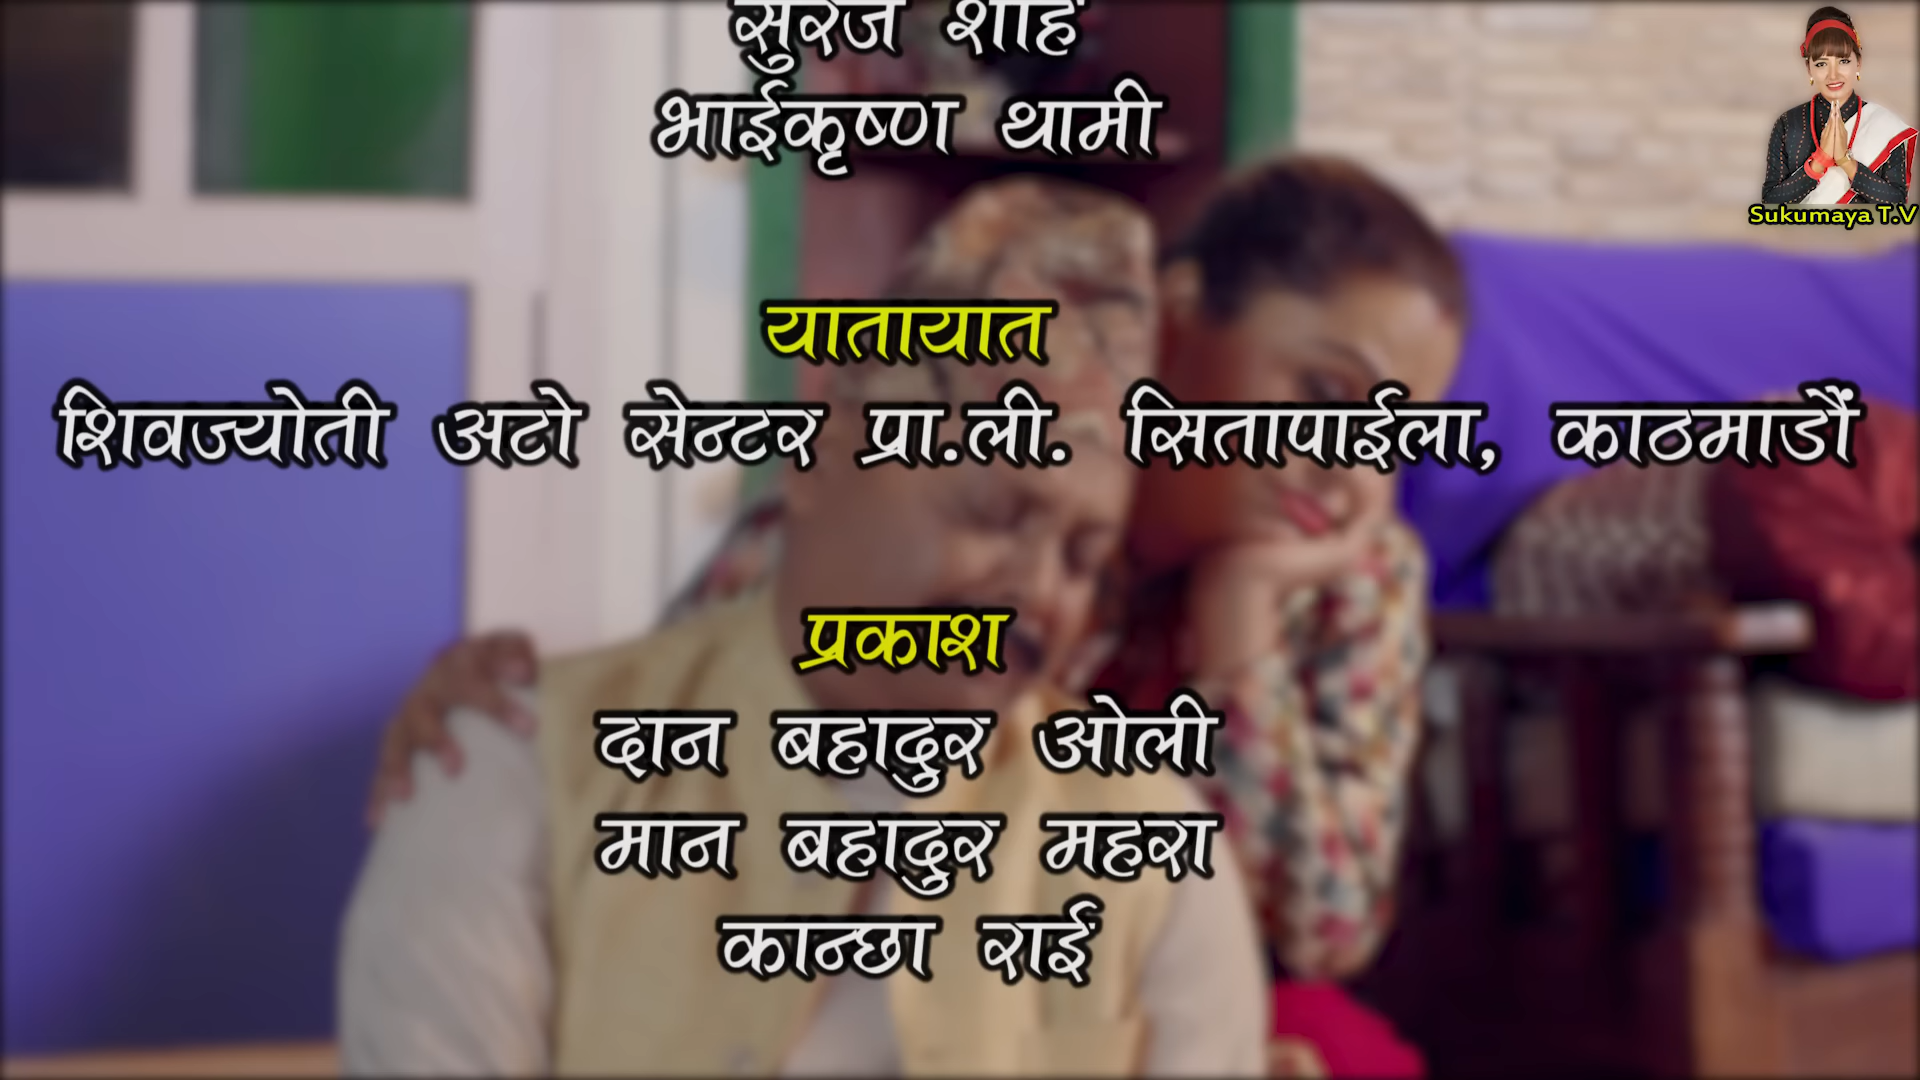 सुरज शाह
भाईकृष्ण थामी
Sukumaya T.V
यातायात
शिवज्योती अटो सेन्टर प्रा.ली. सितापाईला, काठमाडौं
प्रकाश
दान बहादुर ओली
मान बहादुर महरा
कान्छा राई